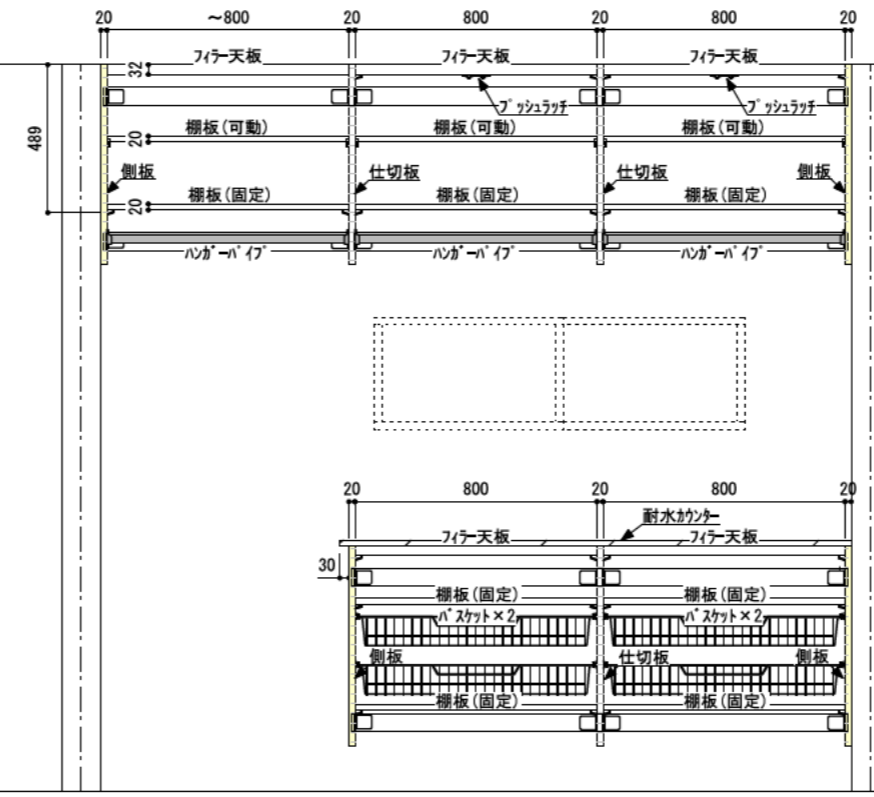 20 ～800 20 800 20 800 20
フィラー天板 フィラー天板 フィラー天板
32
プッシュラッチ プッシュラッチ
489
20 棚板(可動) 棚板(可動) 棚板(可動)
側板 仕切板 仕切板 側板
20 棚板(固定) 棚板(固定) 棚板(固定)
ハンガーパイプ ハンガーパイプ ハンガーパイプ
20 800 20 800 20
耐水カウンター
フィラー天板 フィラー天板
30
棚板(固定) 棚板(固定)
バスケット×2 バスケット×2
側板 仕切板 側板
棚板(固定) 棚板(固定)